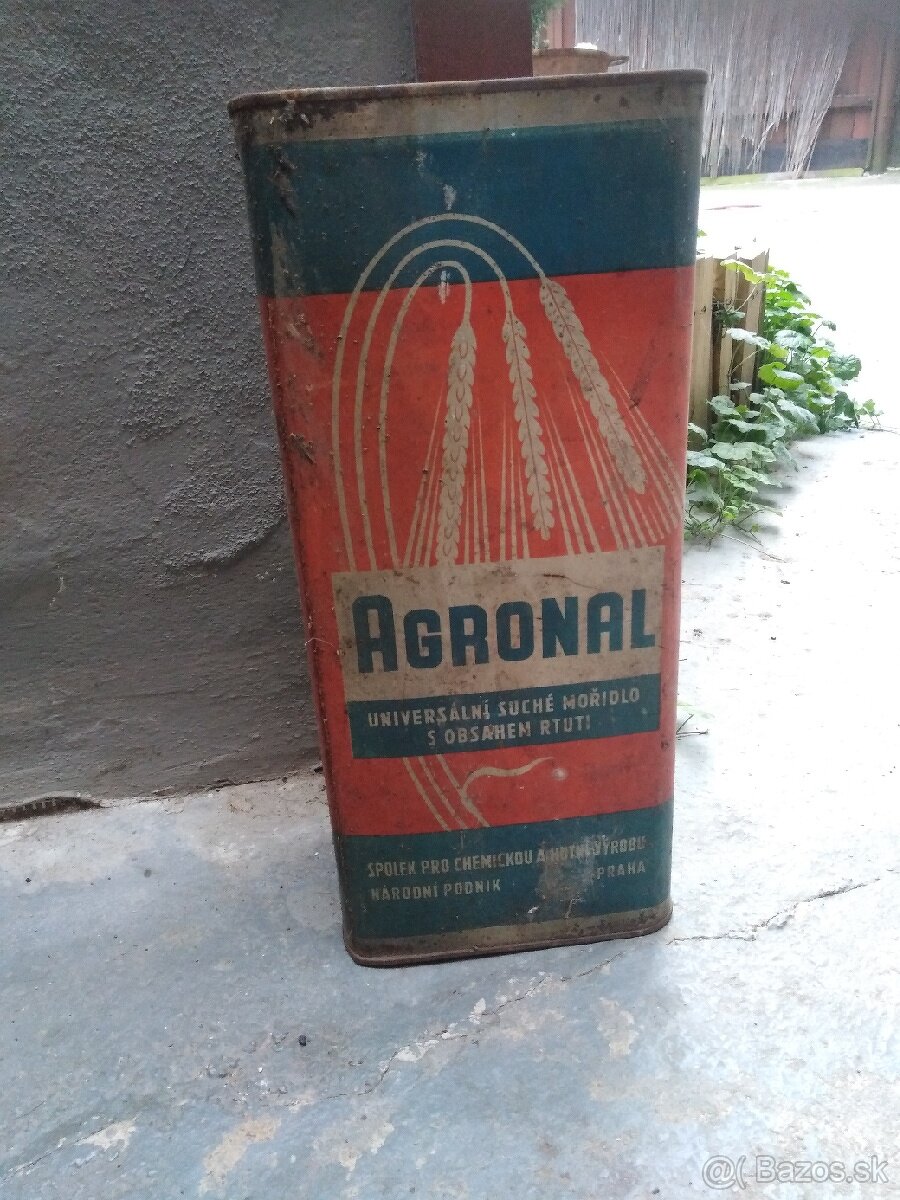 AGRONAL
UNIVERSÁLNÍ SUCHÉ MOŘIDLO
S OBSAHEM RTUTI
SPOLEK PRO CHEMICKOU A HUTNÍ VÝROBU
NÁRODNÍ PODNIK PRAHA
@( Bazos.sk